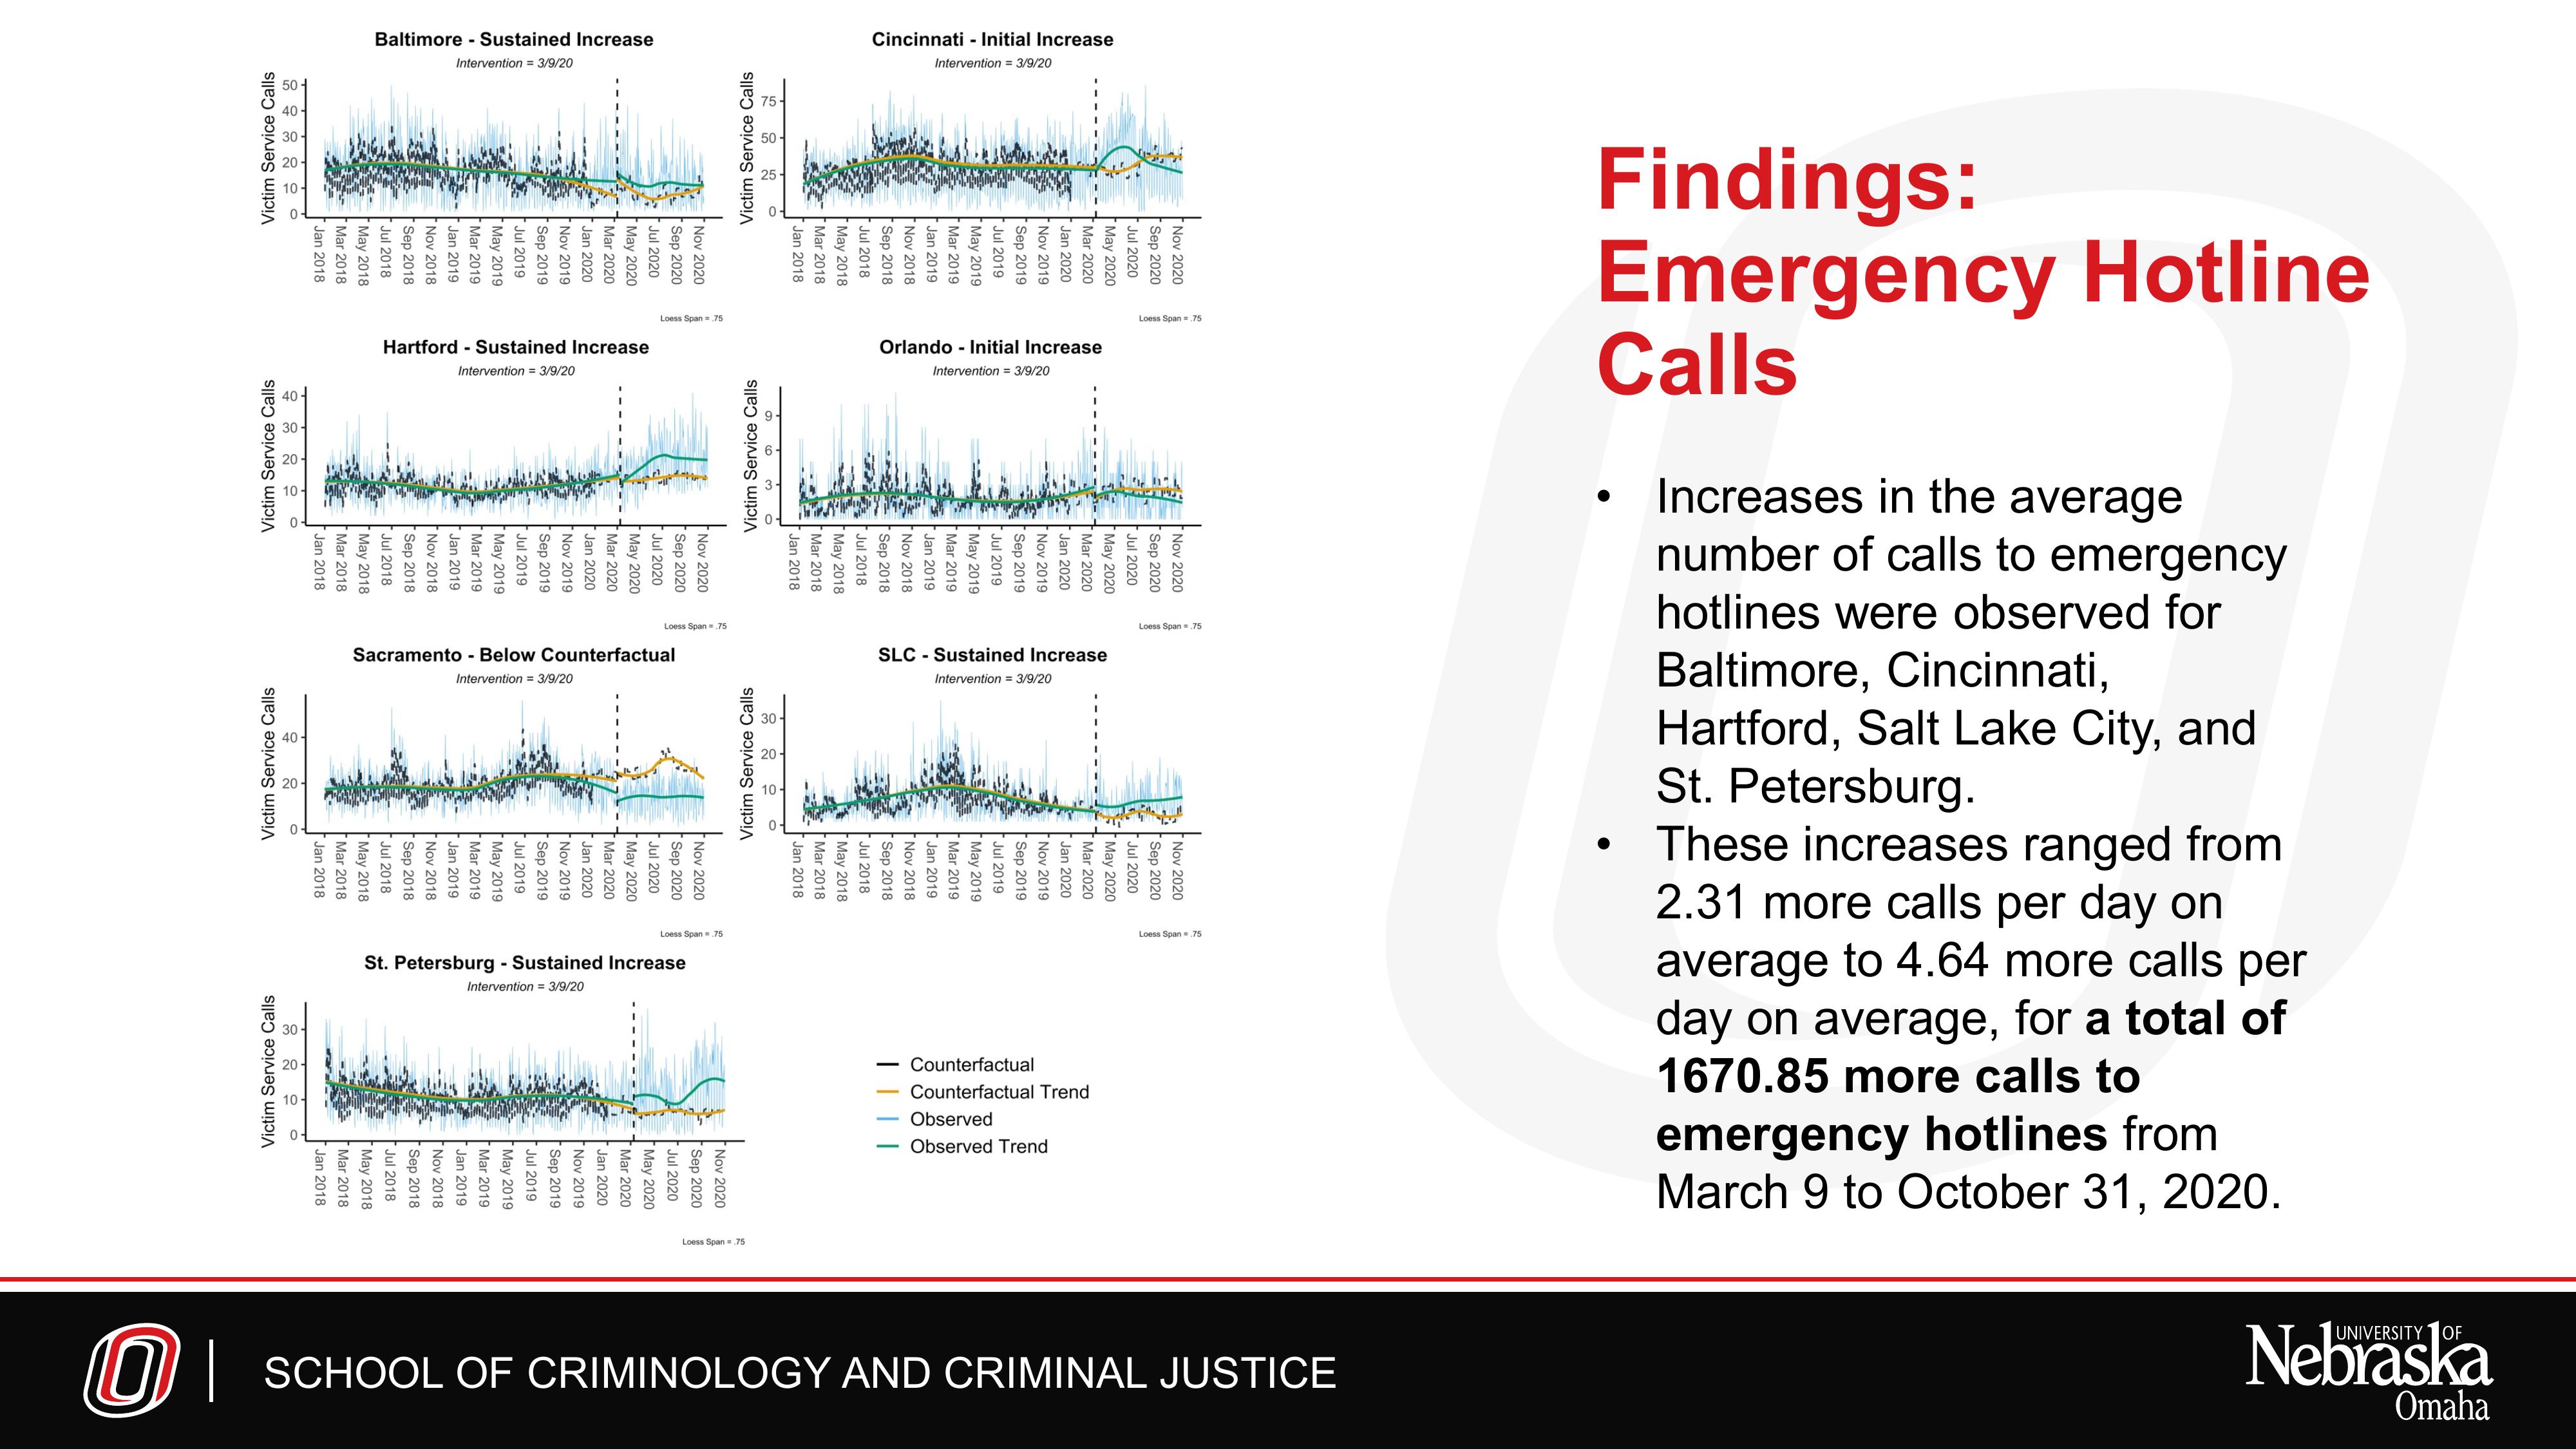 Baltimore - Sustained Increase
Intervention = 3/9/20
Victim Service Calls
50
40
30
20
10
0
Jan 2018
Mar 2018
May 2018
Jul 2018
Sep 2018
Nov 2018
Jan 2019
Mar 2019
May 2019
Jul 2019
Sep 2019
Nov 2019
Jan 2020
Mar 2020
May 2020
Jul 2020
Sep 2020
Nov 2020
Loess Span = .75
Cincinnati - Initial Increase
Intervention = 3/9/20
Victim Service Calls
75
50
25
0
Jan 2018
Mar 2018
May 2018
Jul 2018
Sep 2018
Nov 2018
Jan 2019
Mar 2019
May 2019
Jul 2019
Sep 2019
Nov 2019
Jan 2020
Mar 2020
May 2020
Jul 2020
Sep 2020
Nov 2020
Loess Span = .75
Hartford - Sustained Increase
Intervention = 3/9/20
Victim Service Calls
40
30
20
10
0
Jan 2018
Mar 2018
May 2018
Jul 2018
Sep 2018
Nov 2018
Jan 2019
Mar 2019
May 2019
Jul 2019
Sep 2019
Nov 2019
Jan 2020
Mar 2020
May 2020
Jul 2020
Sep 2020
Nov 2020
Loess Span = .75
Orlando - Initial Increase
Intervention = 3/9/20
Victim Service Calls
9
6
3
0
Jan 2018
Mar 2018
May 2018
Jul 2018
Sep 2018
Nov 2018
Jan 2019
Mar 2019
May 2019
Jul 2019
Sep 2019
Nov 2019
Jan 2020
Mar 2020
May 2020
Jul 2020
Sep 2020
Nov 2020
Loess Span = .75
Sacramento - Below Counterfactual
Intervention = 3/9/20
Victim Service Calls
40
20
0
Jan 2018
Mar 2018
May 2018
Jul 2018
Sep 2018
Nov 2018
Jan 2019
Mar 2019
May 2019
Jul 2019
Sep 2019
Nov 2019
Jan 2020
Mar 2020
May 2020
Jul 2020
Sep 2020
Nov 2020
Loess Span = .75
SLC - Sustained Increase
Intervention = 3/9/20
Victim Service Calls
30
20
10
0
Jan 2018
Mar 2018
May 2018
Jul 2018
Sep 2018
Nov 2018
Jan 2019
Mar 2019
May 2019
Jul 2019
Sep 2019
Nov 2019
Jan 2020
Mar 2020
May 2020
Jul 2020
Sep 2020
Nov 2020
Loess Span = .75
St. Petersburg - Sustained Increase
Intervention = 3/9/20
Victim Service Calls
30
20
10
0
Jan 2018
Mar 2018
May 2018
Jul 2018
Sep 2018
Nov 2018
Jan 2019
Mar 2019
May 2019
Jul 2019
Sep 2019
Nov 2019
Jan 2020
Mar 2020
May 2020
Jul 2020
Sep 2020
Nov 2020
Loess Span = .75
Counterfactual
Counterfactual Trend
Observed
Observed Trend
Findings:
Emergency Hotline
Calls
• Increases in the average
number of calls to emergency
hotlines were observed for
Baltimore, Cincinnati,
Hartford, Salt Lake City, and
St. Petersburg.
• These increases ranged from
2.31 more calls per day on
average to 4.64 more calls per
day on average, for a total of
1670.85 more calls to
emergency hotlines from
March 9 to October 31, 2020.
SCHOOL OF CRIMINOLOGY AND CRIMINAL JUSTICE
UNIVERSITY OF
Nebraska
Omaha